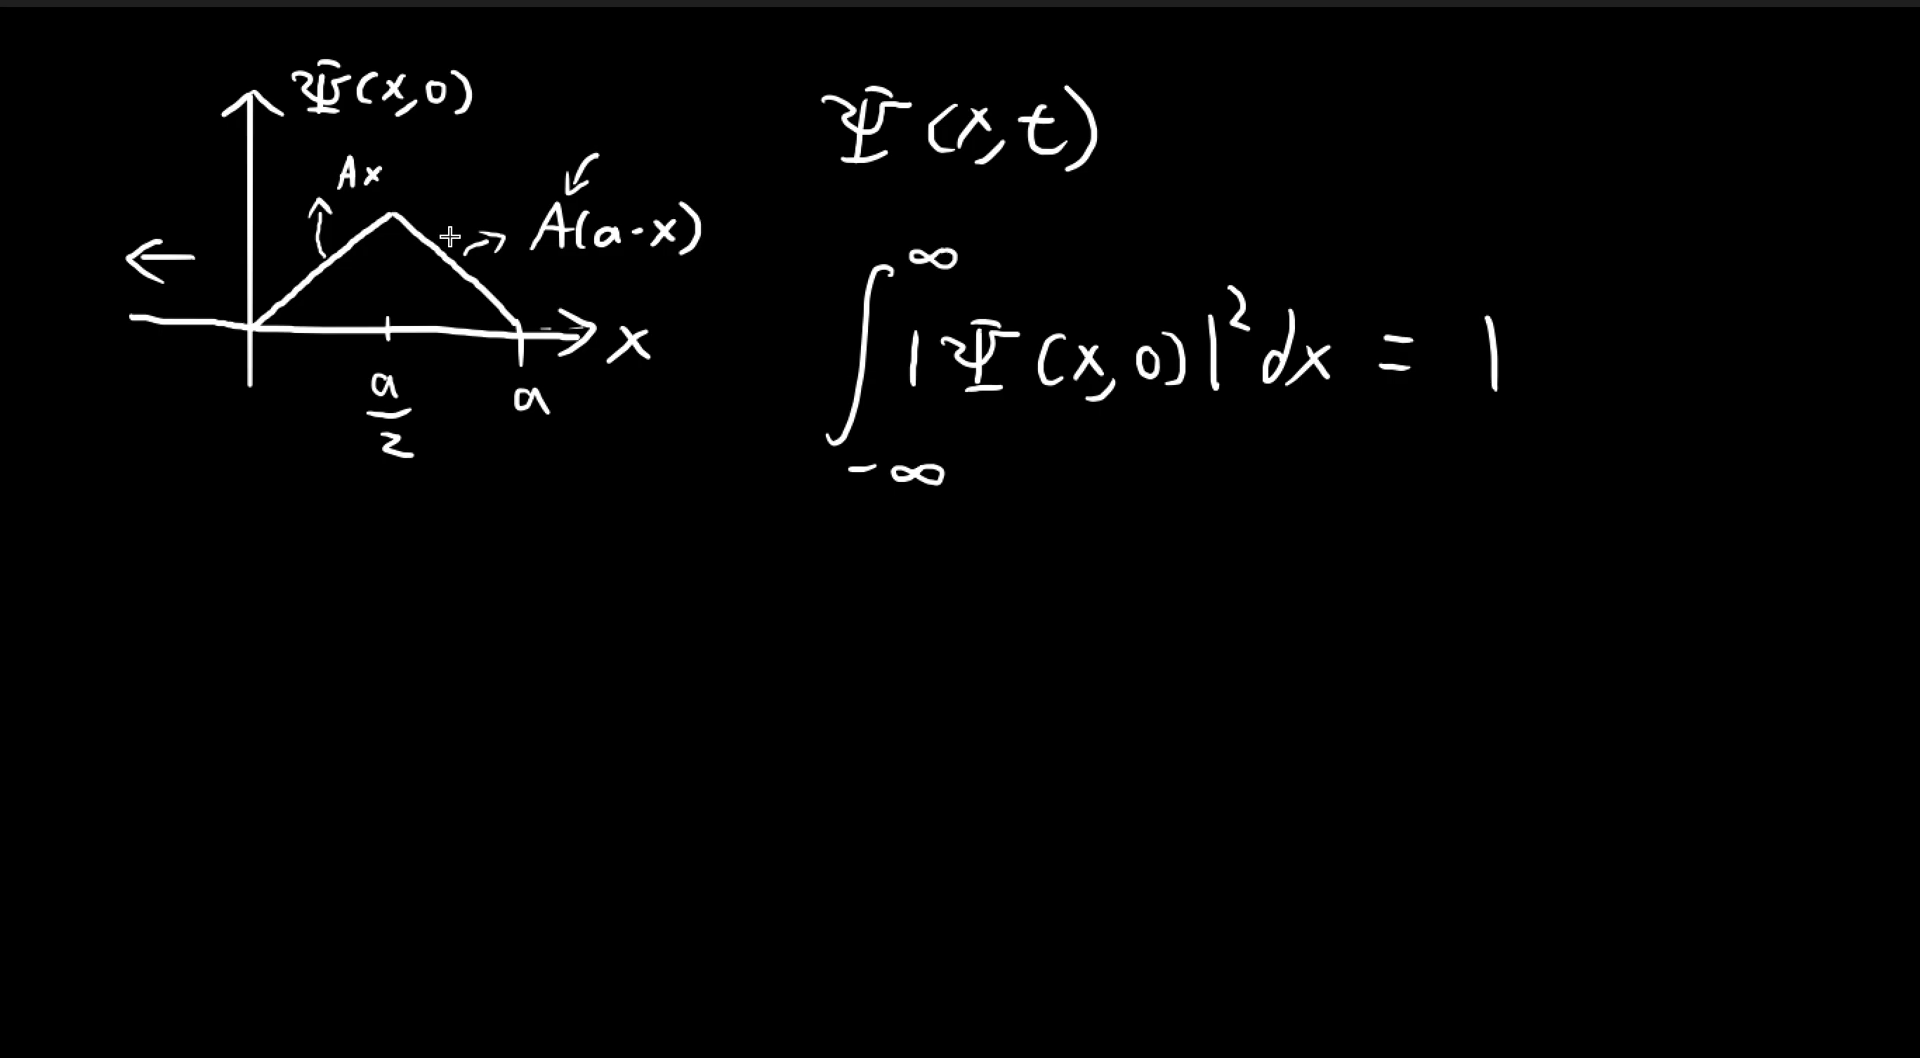 Ψ(x,0)
Ax
A(a-x)
x
a/2
a
Ψ(x,t)
∫_{-∞}^{∞} |Ψ(x,0)|² dx = 1